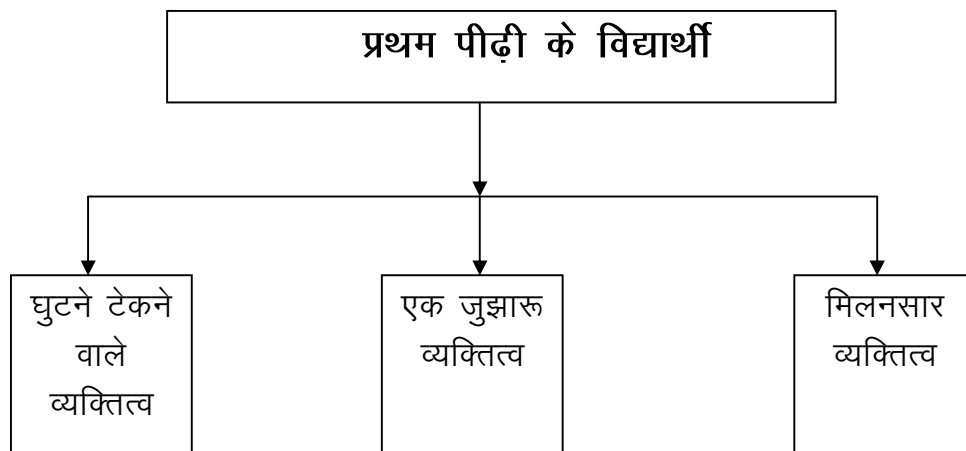 प्रथम पीढ़ी के विद्यार्थी
घुटने टेकने
वाले
व्यक्तित्व
एक जुझारू
व्यक्तित्व
मिलनसार
व्यक्तित्व